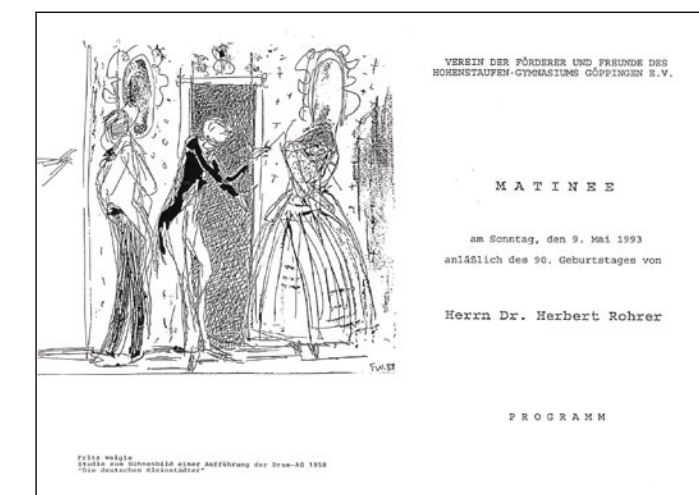 VEREIN DER FÖRDERER UND FREUNDE DES
HOHENSTAUFEN-GYMNASIUMS GÖPPINGEN E.V.
MATINEE
am Sonntag, den 9. Mai 1993
anläßlich des 90. Geburtstages von
Herrn Dr. Herbert Rohrer
PROGRAMM
Fritz Weigle
Studie zum Bühnenbild einer Aufführung der Dram-AG 1958
"Die deutschen Kleinstädter"